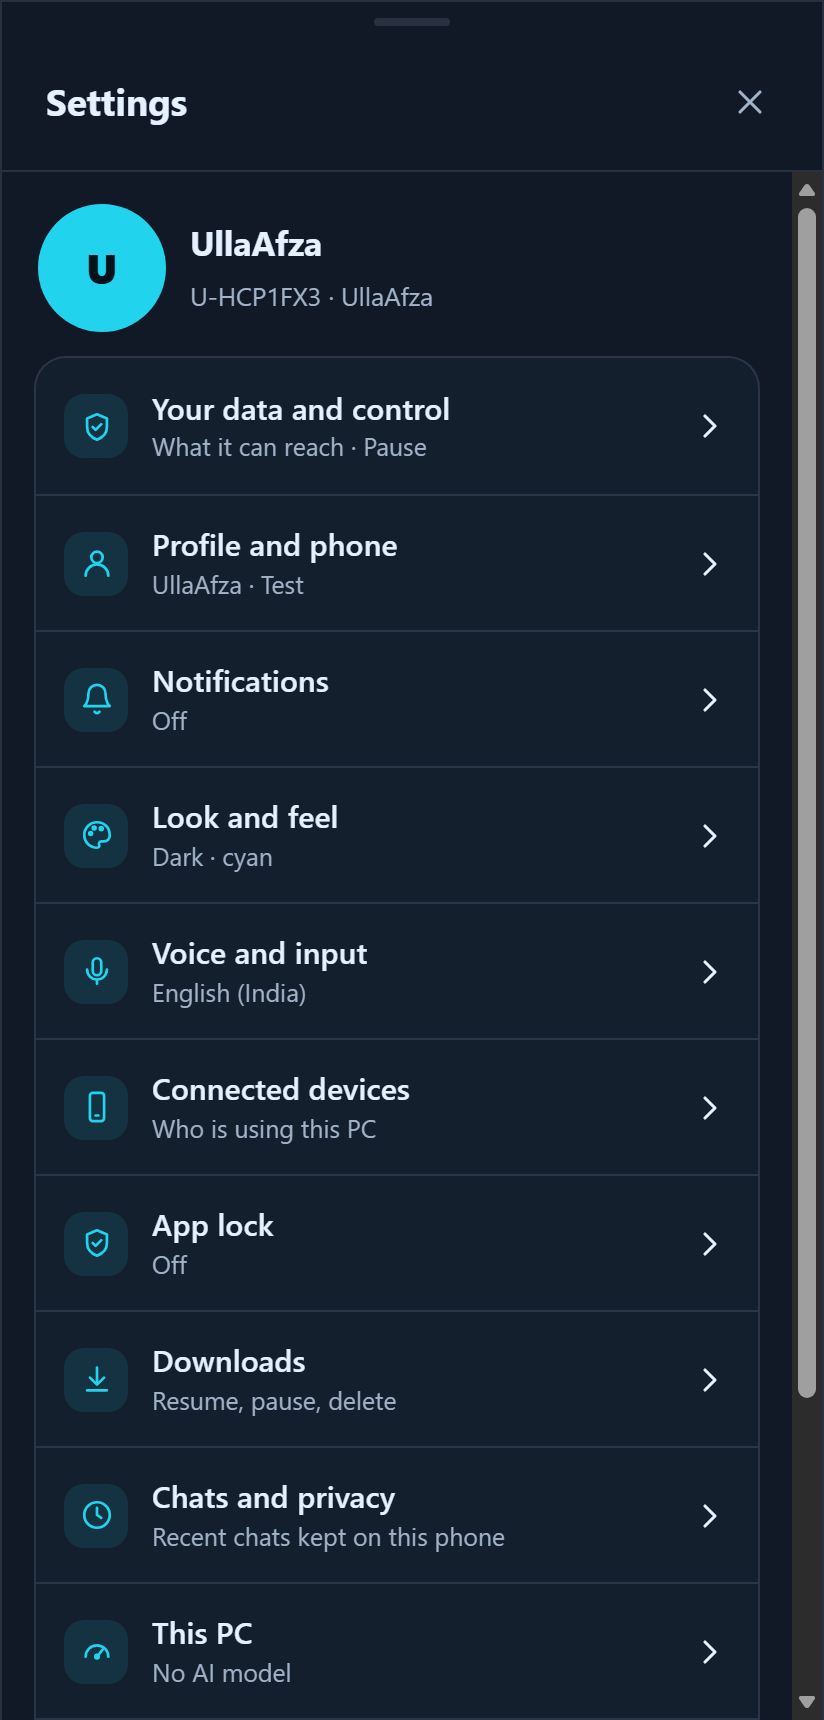 Settings
U
UllaAfza
U-HCP1FX3 · UllaAfza
Your data and control
What it can reach · Pause
Profile and phone
UllaAfza · Test
Notifications
Off
Look and feel
Dark · cyan
Voice and input
English (India)
Connected devices
Who is using this PC
App lock
Off
Downloads
Resume, pause, delete
Chats and privacy
Recent chats kept on this phone
This PC
No AI model